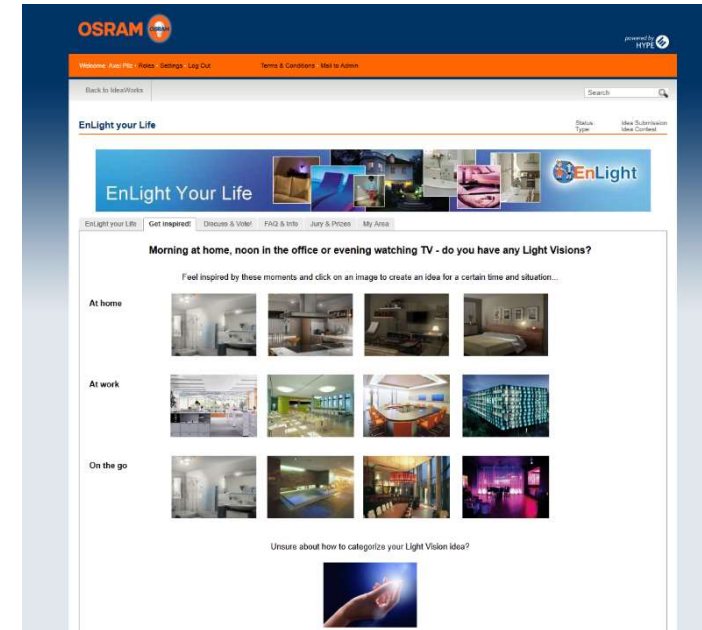 OSRAM OSRAM
powered by
HYPE
Welcome Axel Pilz | Roles Settings Log Out Terms & Conditions Mail to Admin
Back to IdeaWorks
Search
EnLight your Life
Status Idea Submission
Type Idea Contest
EnLight Your Life
EnLight
EnLight your Life Get inspired! Discuss & Vote! FAQ & Info Jury & Prizes My Area
Morning at home, noon in the office or evening watching TV - do you have any Light Visions?
Feel inspired by these moments and click on an image to create an idea for a certain time and situation...
At home
At work
On the go
Unsure about how to categorize your Light Vision idea?